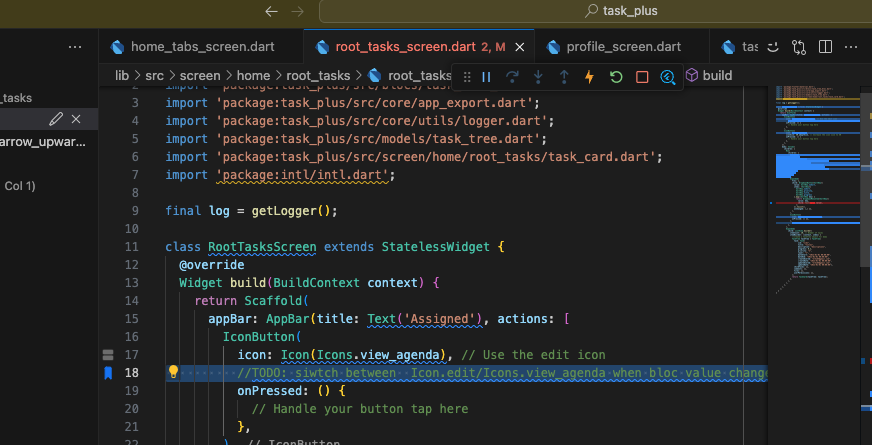 task_plus
home_tabs_screen.dart
root_tasks_screen.dart 2, M
profile_screen.dart
tas
lib > src > screen > home > root_tasks > root_tasks
build
_tasks
arrow_upwar...
Col 1)
2
3 import 'package:task_plus/src/core/app_export.dart';
4 import 'package:task_plus/src/core/utils/logger.dart';
5 import 'package:task_plus/src/models/task_tree.dart';
6 import 'package:task_plus/src/screen/home/root_tasks/task_card.dart';
7 import 'package:intl/intl.dart';
8
9 final log = getLogger();
10
11 class RootTasksScreen extends StatelessWidget {
12 @override
13 Widget build(BuildContext context) {
14 return Scaffold(
15 appBar: AppBar(title: Text('Assigned'), actions: [
16 IconButton(
17 icon: Icon(Icons.view_agenda), // Use the edit icon
18 //TODO: siwtch between  Icon.edit/Icons.view_agenda when bloc value change
19 onPressed: () {
20 // Handle your button tap here
21 },
22 ), // IconButton